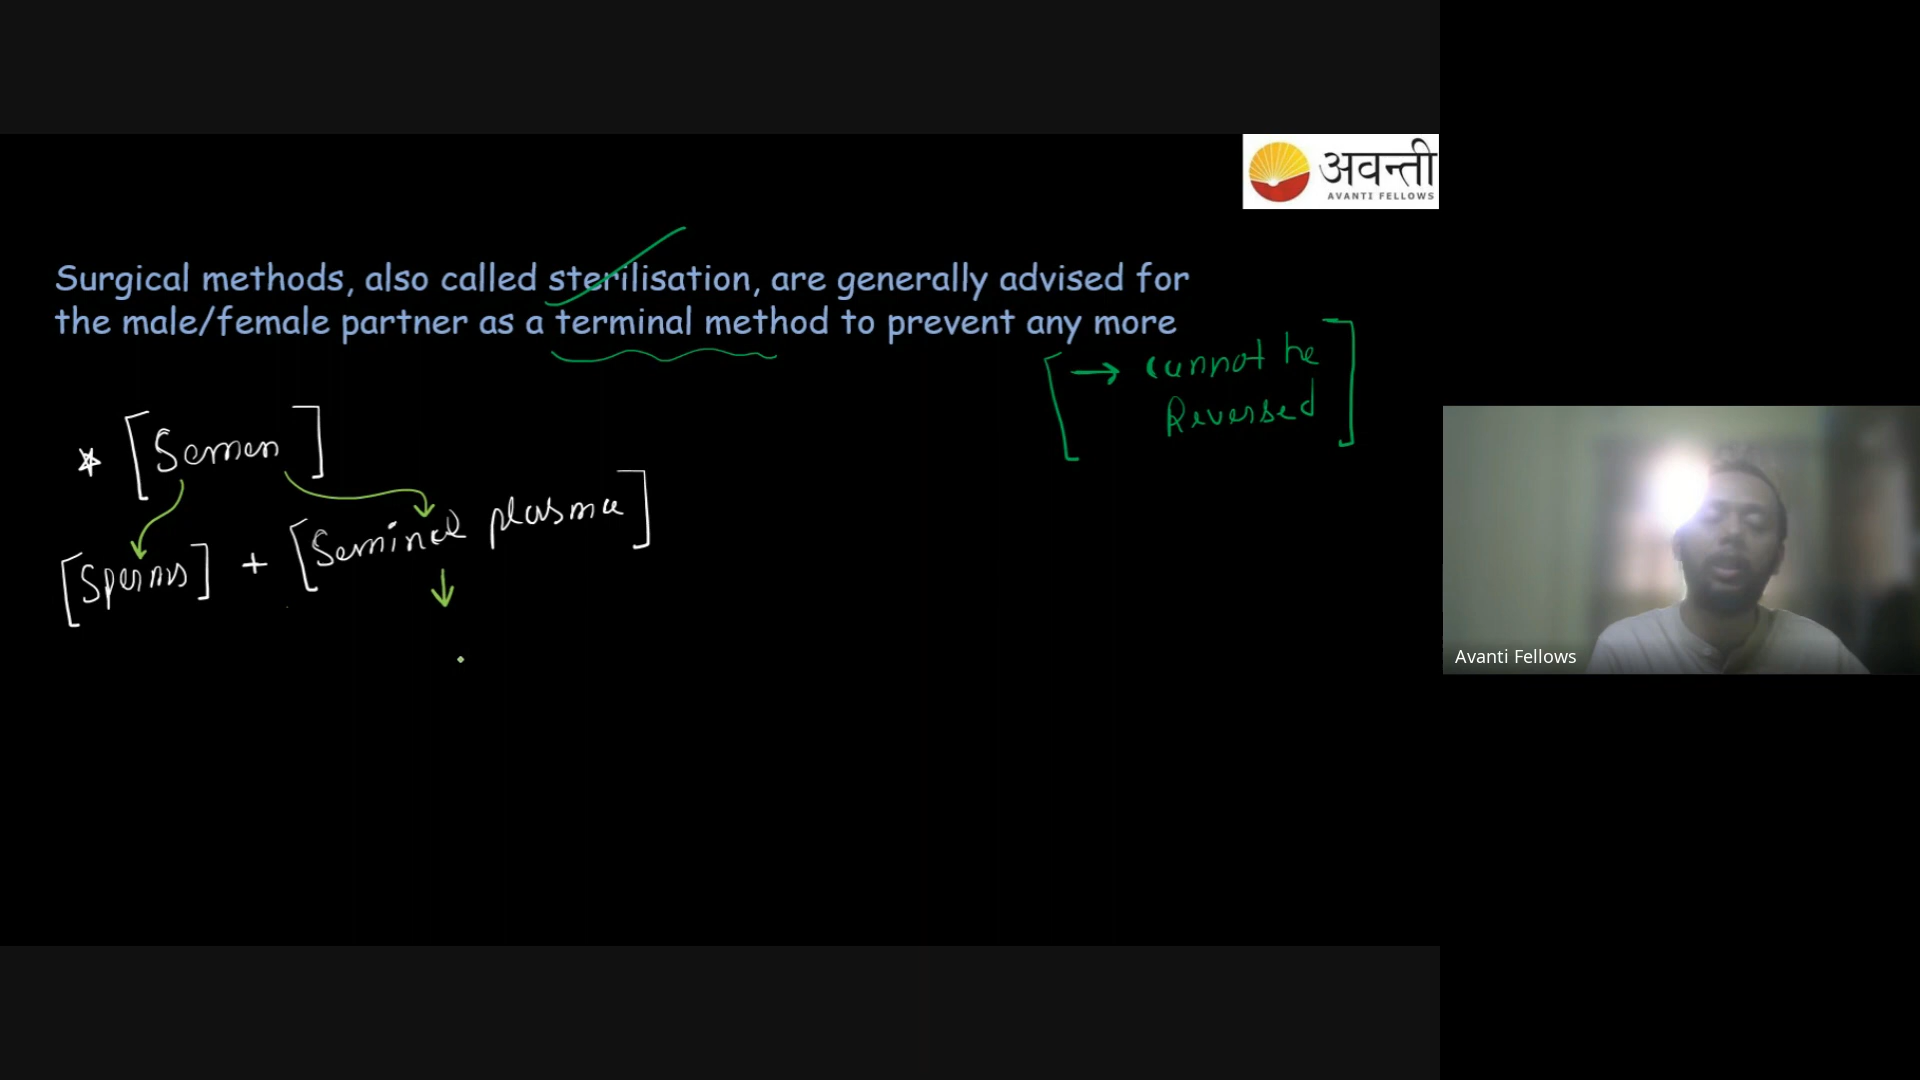 अवन्ती
AVANTI FELLOWS
Surgical methods, also called sterilisation, are generally advised for
the male/female partner as a terminal method to prevent any more
[→ cannot be
Reversed]
* [Semen]
[Sperms] + [Seminal plasma]
Avanti Fellows